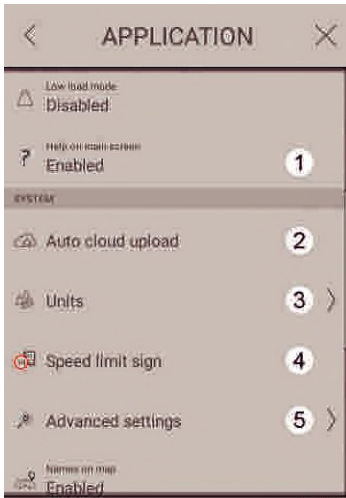 APPLICATION
Low load mode
Disabled
Help on main screen
? Enabled 1
SYSTEM
Auto cloud upload 2
Units 3
Speed limit sign 4
Advanced settings 5
Names on map
Enabled